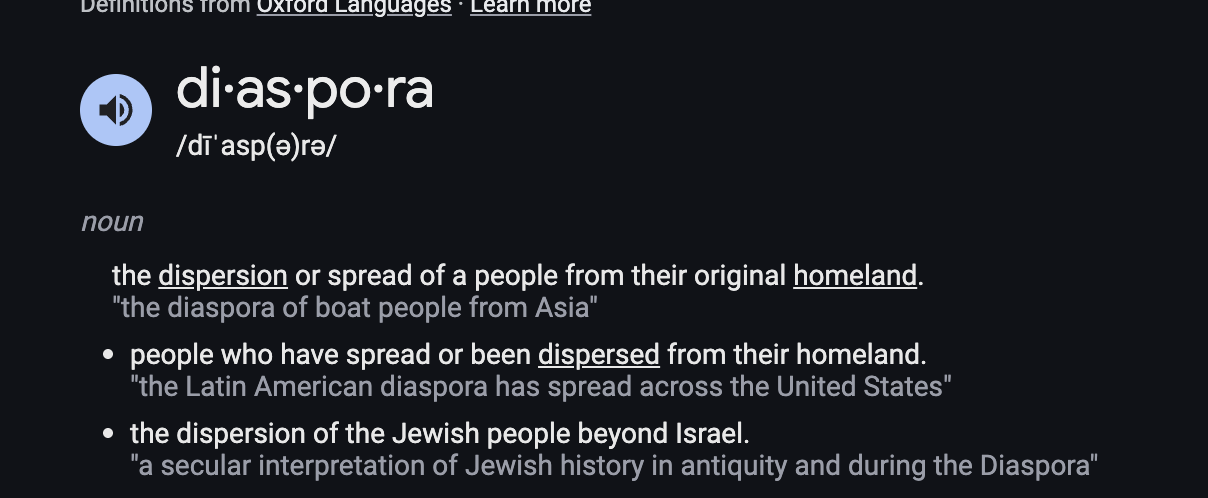 Definitions from Oxford Languages · Learn more
di·as·po·ra
/dīˈasp(ə)rə/
noun
the dispersion or spread of a people from their original homeland.
"the diaspora of boat people from Asia"
• people who have spread or been dispersed from their homeland.
"the Latin American diaspora has spread across the United States"
• the dispersion of the Jewish people beyond Israel.
"a secular interpretation of Jewish history in antiquity and during the Diaspora"